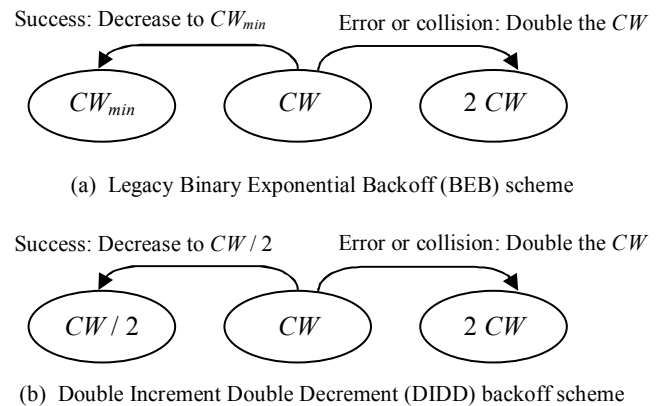 Success: Decrease to CWmin Error or collision: Double the CW
CWmin CW 2 CW
(a) Legacy Binary Exponential Backoff (BEB) scheme
Success: Decrease to CW / 2 Error or collision: Double the CW
CW / 2 CW 2 CW
(b) Double Increment Double Decrement (DIDD) backoff scheme